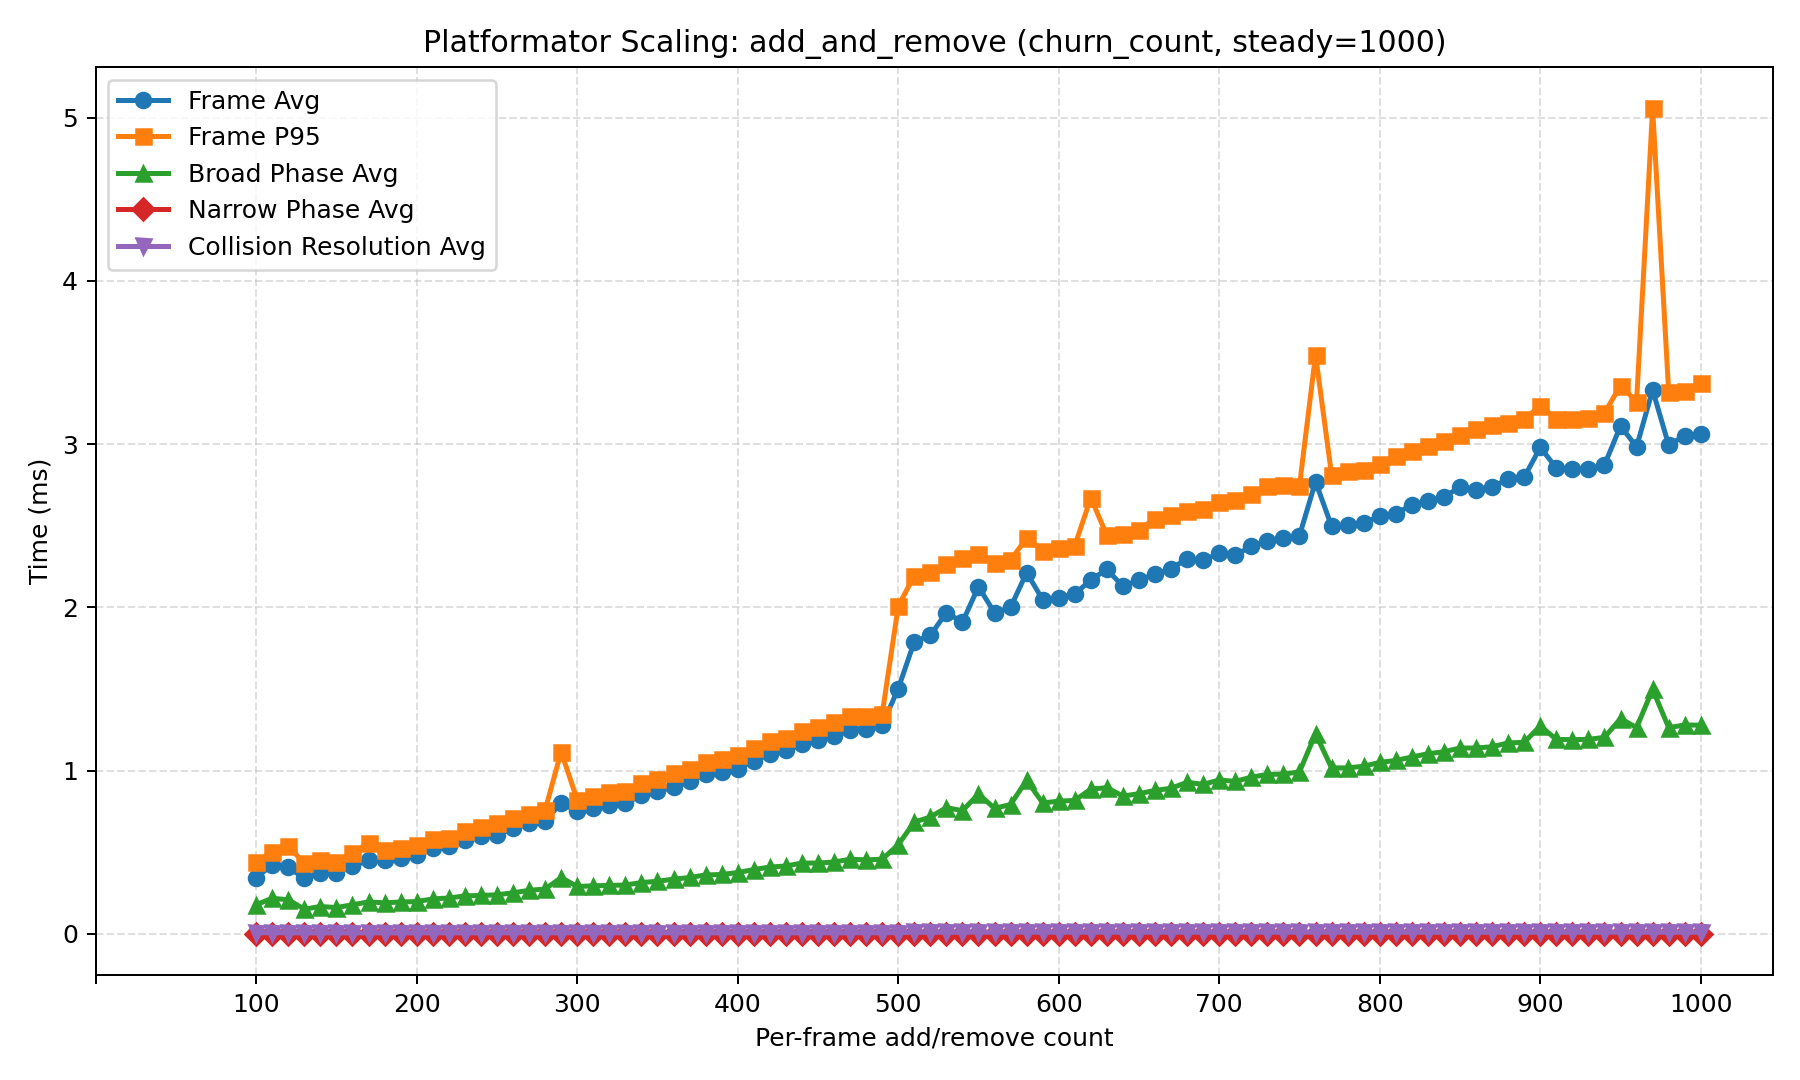 Platformator Scaling: add_and_remove (churn_count, steady=1000)
Frame Avg
Frame P95
Broad Phase Avg
Narrow Phase Avg
Collision Resolution Avg
5
4
3
2
1
0
Time (ms)
100 200 300 400 500 600 700 800 900 1000
Per-frame add/remove count